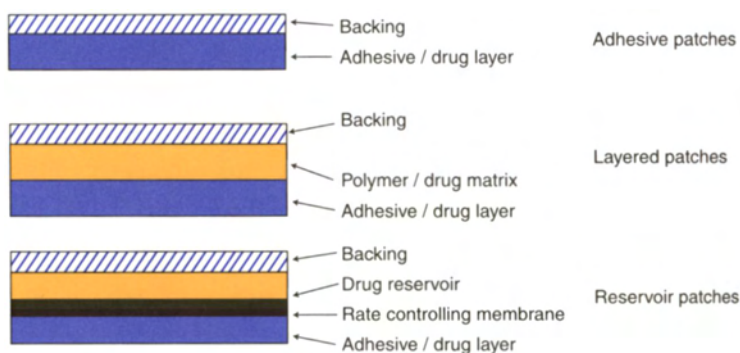 Backing
Adhesive / drug layer
Adhesive patches
Backing
Polymer / drug matrix
Adhesive / drug layer
Layered patches
Backing
Drug reservoir
Rate controlling membrane
Adhesive / drug layer
Reservoir patches